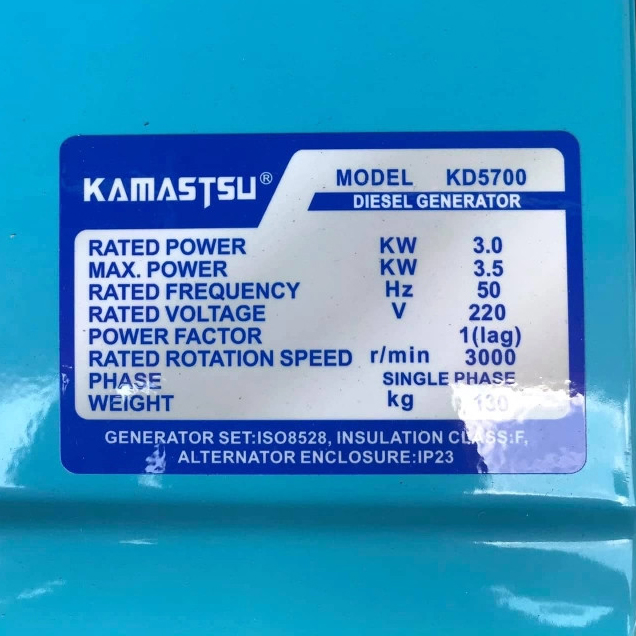 KAMASTSU®
MODEL KD5700
DIESEL GENERATOR
RATED POWER KW 3.0
MAX. POWER KW 3.5
RATED FREQUENCY Hz 50
RATED VOLTAGE V 220
POWER FACTOR 1(lag)
RATED ROTATION SPEED r/min 3000
PHASE SINGLE PHASE
WEIGHT kg 130
GENERATOR SET:ISO8528, INSULATION CLASS:F,
ALTERNATOR ENCLOSURE:IP23